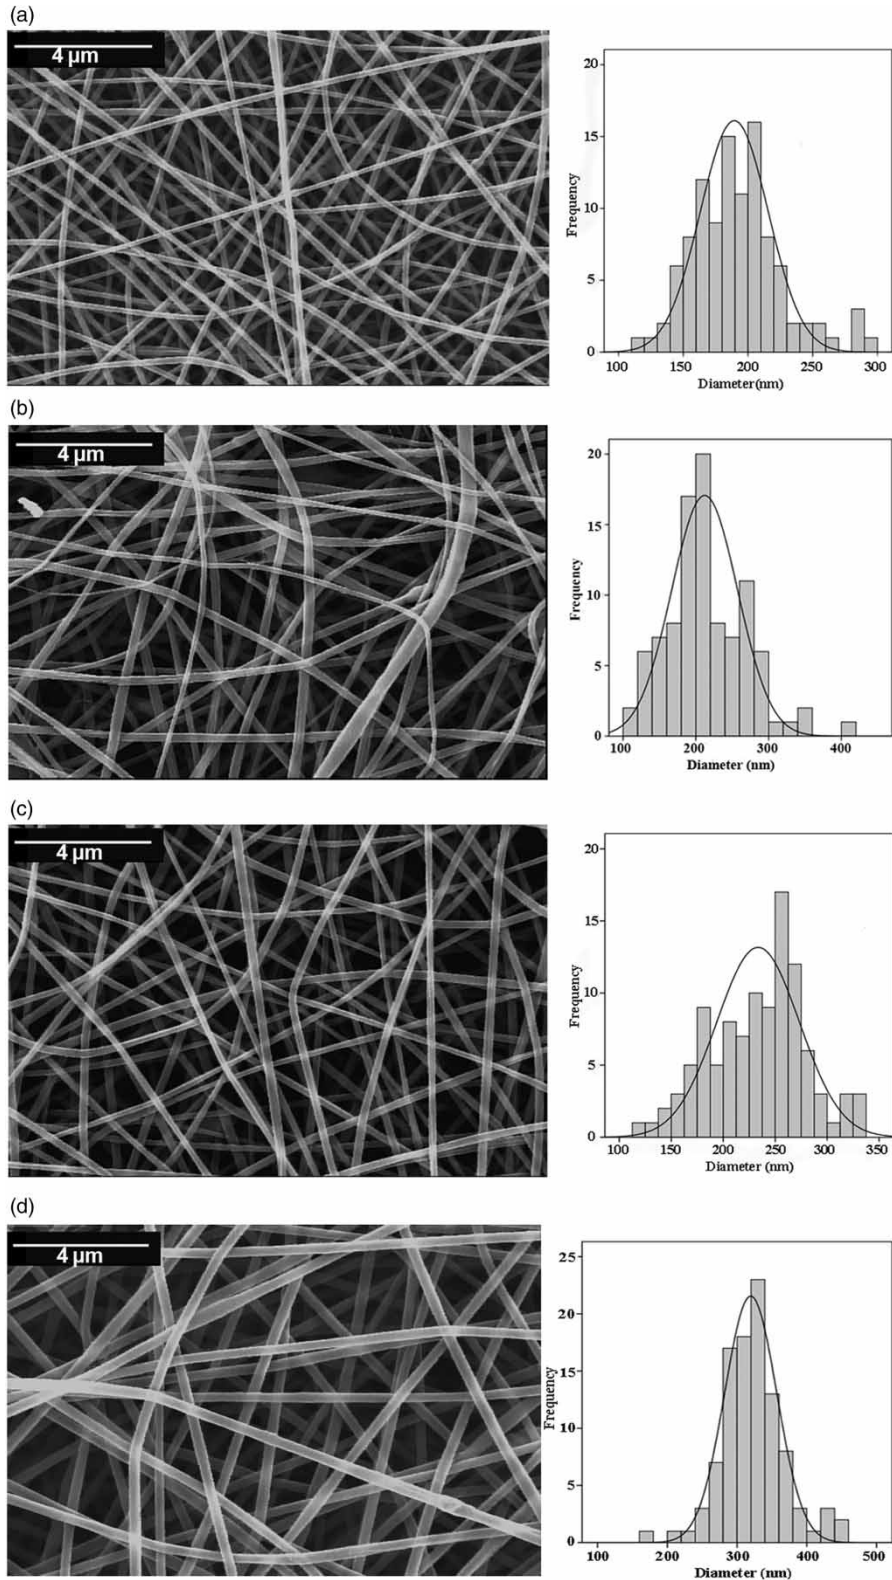 (a)
4 µm
20
15
10
5
0
Frequency
100 150 200 250 300
Diameter(nm)
(b)
4 µm
20
15
10
5
0
Frequency
100 200 300 400
Diameter (nm)
(c)
4 µm
20
15
10
5
0
Frequency
100 150 200 250 300 350
Diameter (nm)
(d)
4 µm
25
20
15
10
5
0
Frequency
100 200 300 400 500
Diameter (nm)